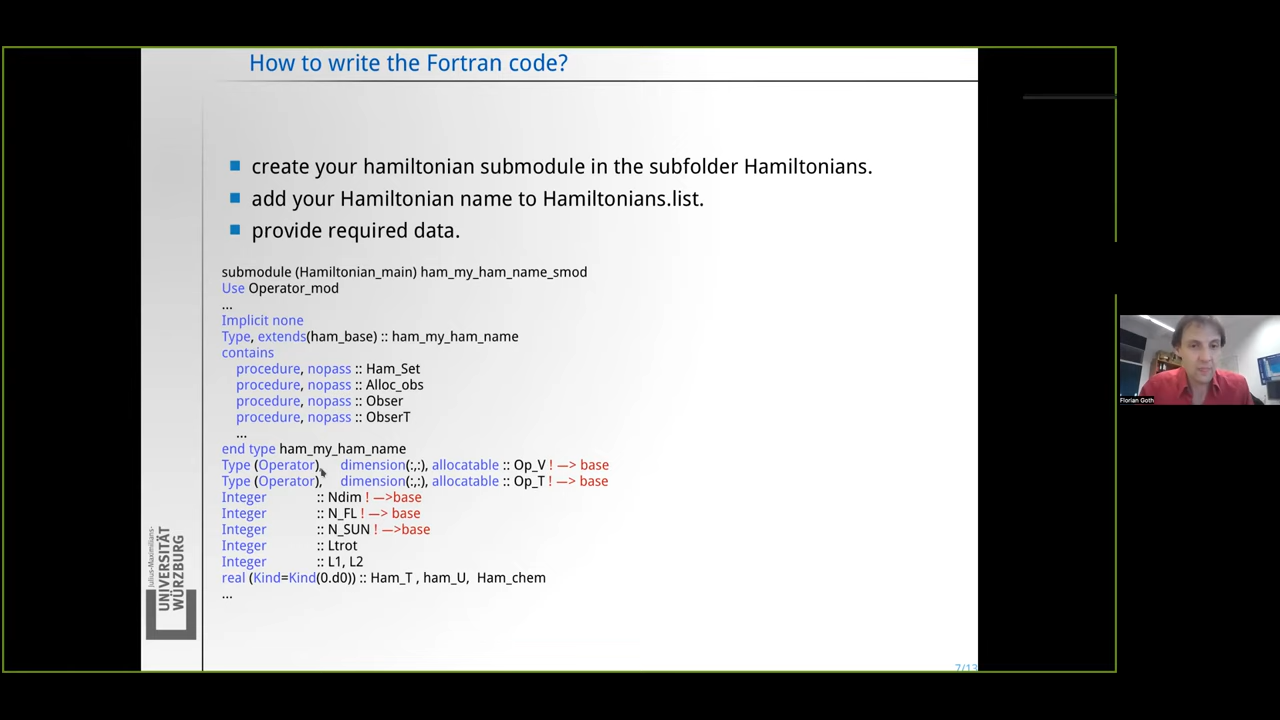 How to write the Fortran code?
create your hamiltonian submodule in the subfolder Hamiltonians.
add your Hamiltonian name to Hamiltonians.list.
provide required data.
submodule (Hamiltonian_main) ham_my_ham_name_smod
Use Operator_mod
...
Implicit none
Type, extends(ham_base) :: ham_my_ham_name
contains
procedure, nopass :: Ham_Set
procedure, nopass :: Alloc_obs
procedure, nopass :: Obser
procedure, nopass :: ObserT
...
end type ham_my_ham_name
Type (Operator), dimension(:,:), allocatable :: Op_V ! —> base
Type (Operator), dimension(:,:), allocatable :: Op_T ! —> base
Integer :: Ndim ! —>base
Integer :: N_FL ! —> base
Integer :: N_SUN ! —>base
Integer :: Ltrot
Integer :: L1, L2
real (Kind=Kind(0.d0)) :: Ham_T , ham_U, Ham_chem
...
Julius-Maximilians-
UNIVERSITÄT
WÜRZBURG
7/13
Florian Goth